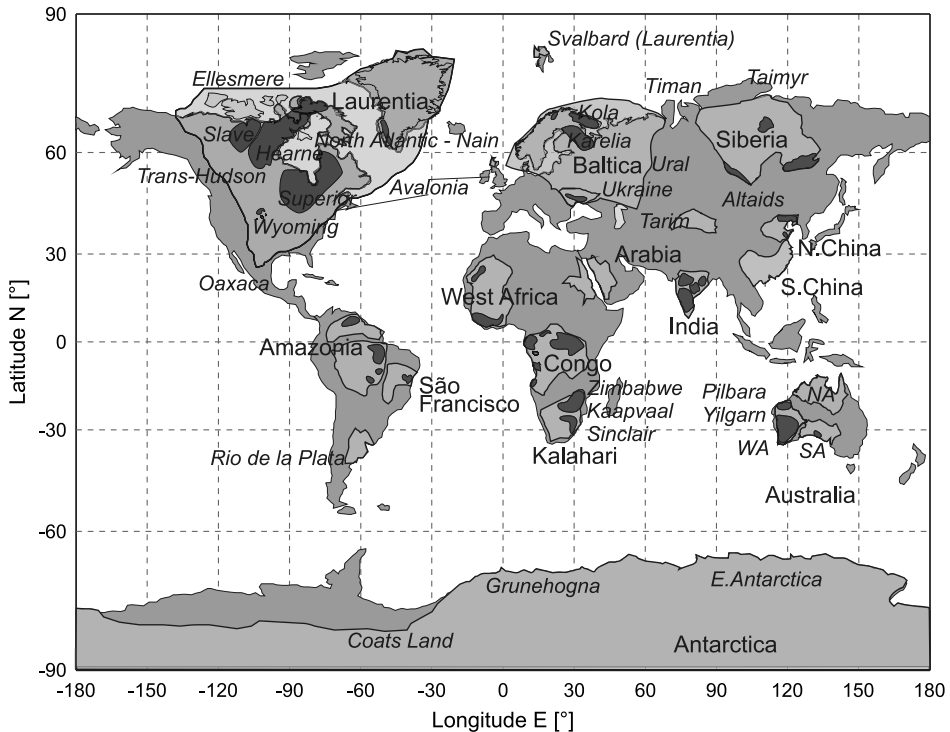 90
Svalbard (Laurentia)
Ellesmere
Timan
Taimyr
Laurentia
Kola
Slave
North Atlantic - Nain
Karelia
Siberia
60
Hearne
Baltica
Ural
Trans-Hudson
Avalonia
Superior
Ukraine
Altaids
Wyoming
Tarim
30
Arabia
N.China
Oaxaca
S.China
West Africa
India
0
Amazonia
Congo
São
Francisco
Zimbabwe
Kaapvaal
Sinclair
Pilbara
Yilgarn
NA
-30
Rio de la Plata
Kalahari
WA
SA
Australia
-60
Grunehogna
E.Antarctica
Coats Land
Antarctica
-90
-180 -150 -120 -90 -60 -30 0 30 60 90 120 150 180
Longitude E [°]
Latitude N [°]